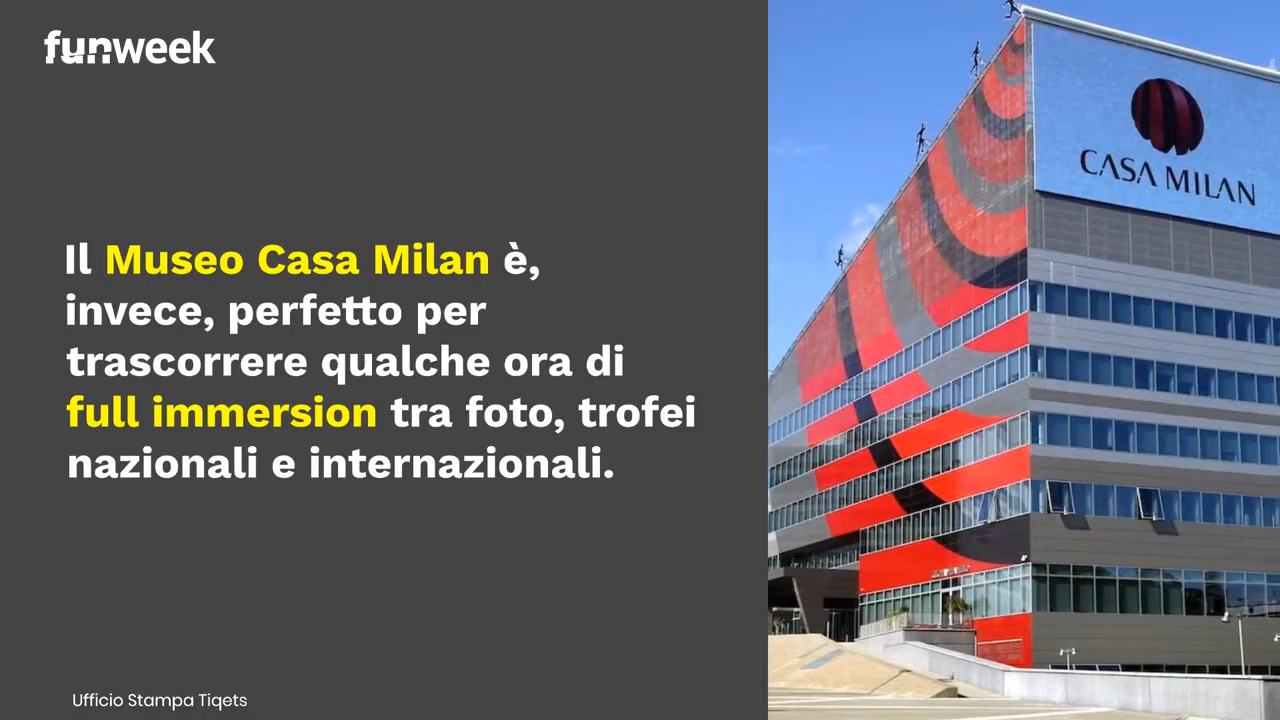 funweek
Il Museo Casa Milan è,
invece, perfetto per
trascorrere qualche ora di
full immersion tra foto, trofei
nazionali e internazionali.
Ufficio Stampa Tiqets
CASA MILAN